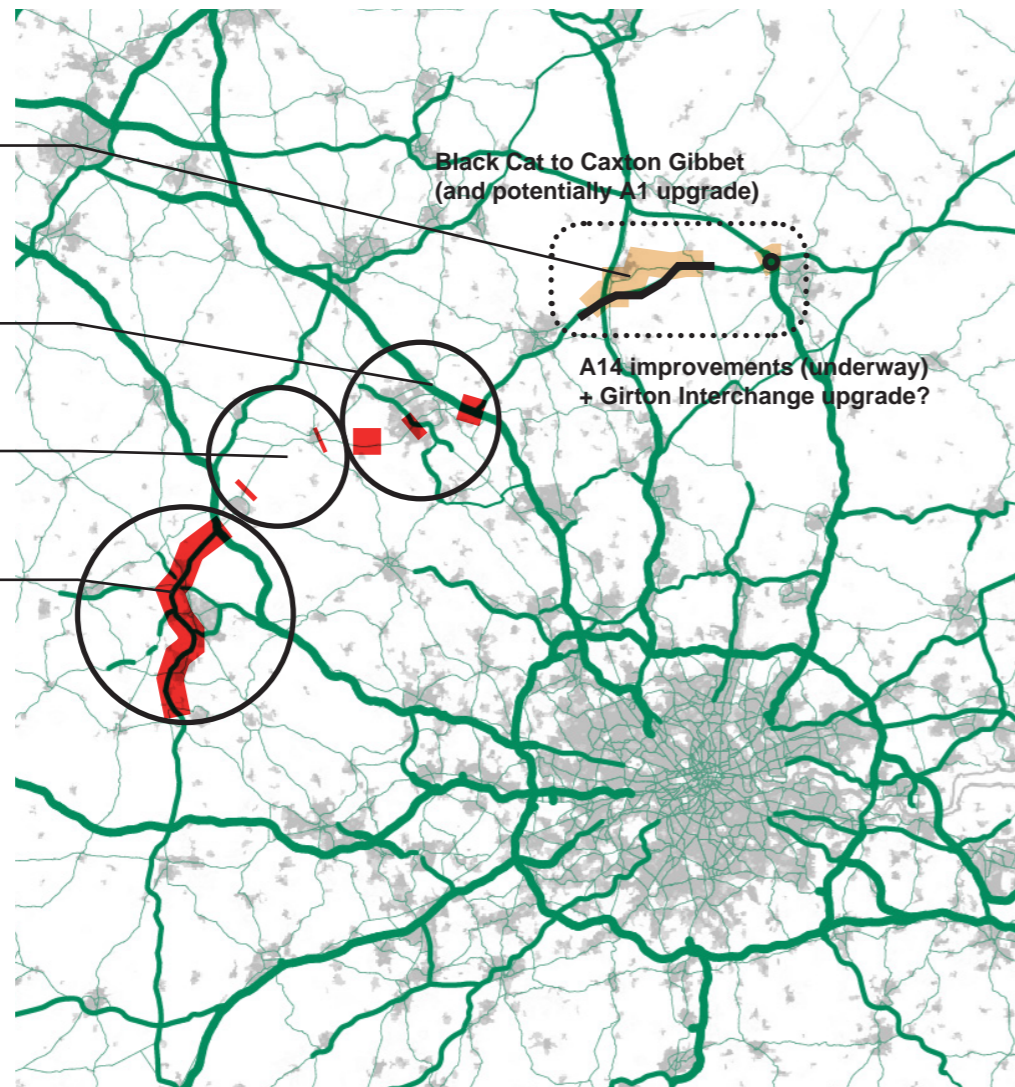 Black Cat to Caxton Gibbet
(and potentially A1 upgrade)
A14 improvements (underway)
+ Girton Interchange upgrade?